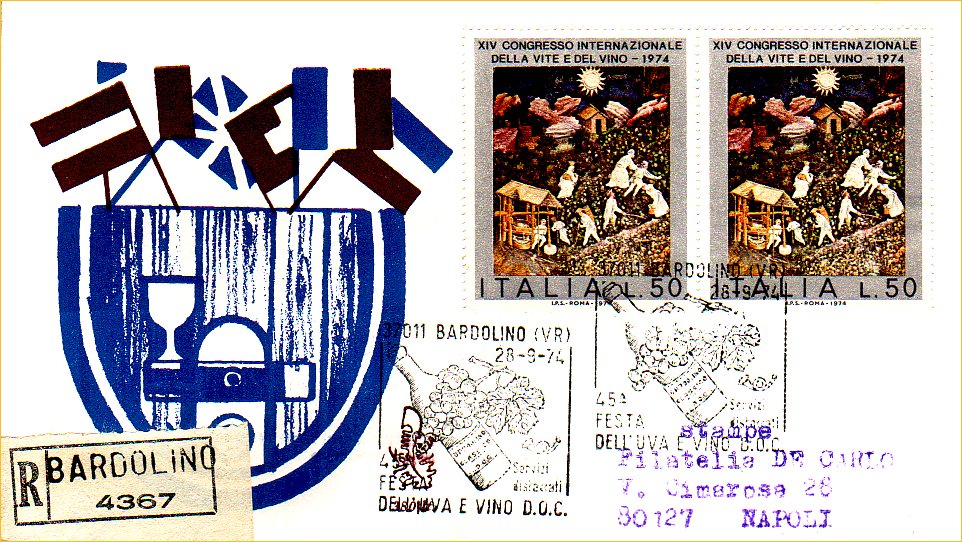 XIV CONGRESSO INTERNAZIONALE
DELLA VITE E DEL VINO - 1974
ITALIA L. 50
I.P.S. - ROMA - 1974
XIV CONGRESSO INTERNAZIONALE
DELLA VITE E DEL VINO - 1974
ITALIA L. 50
I.P.S. - ROMA - 1974
37011 BARDOLINO (VR)
28-9-74
45A
FESTA
DELL'UVA E VINO D.O.C.
Servizi
distaccati
37011 BARDOLINO (VR)
28-9-74
45A
FESTA
DELL'UVA E VINO D.O.C.
Servizi
stampe
Filatelia DE CARLO
V. Cimarosa 28
80127 NAPOLI
R BARDOLINO
4367